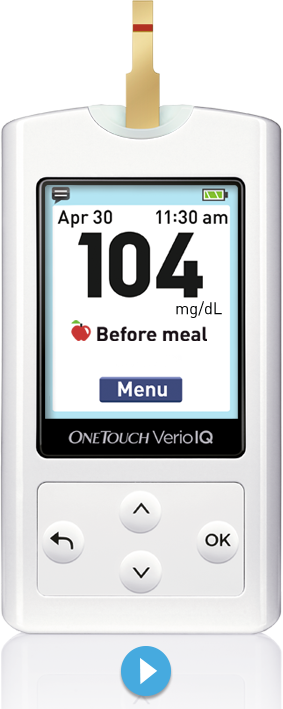 Apr 30 11:30 am
104
mg/dL
Before meal
Menu
ONETOUCH VerioIQ
OK